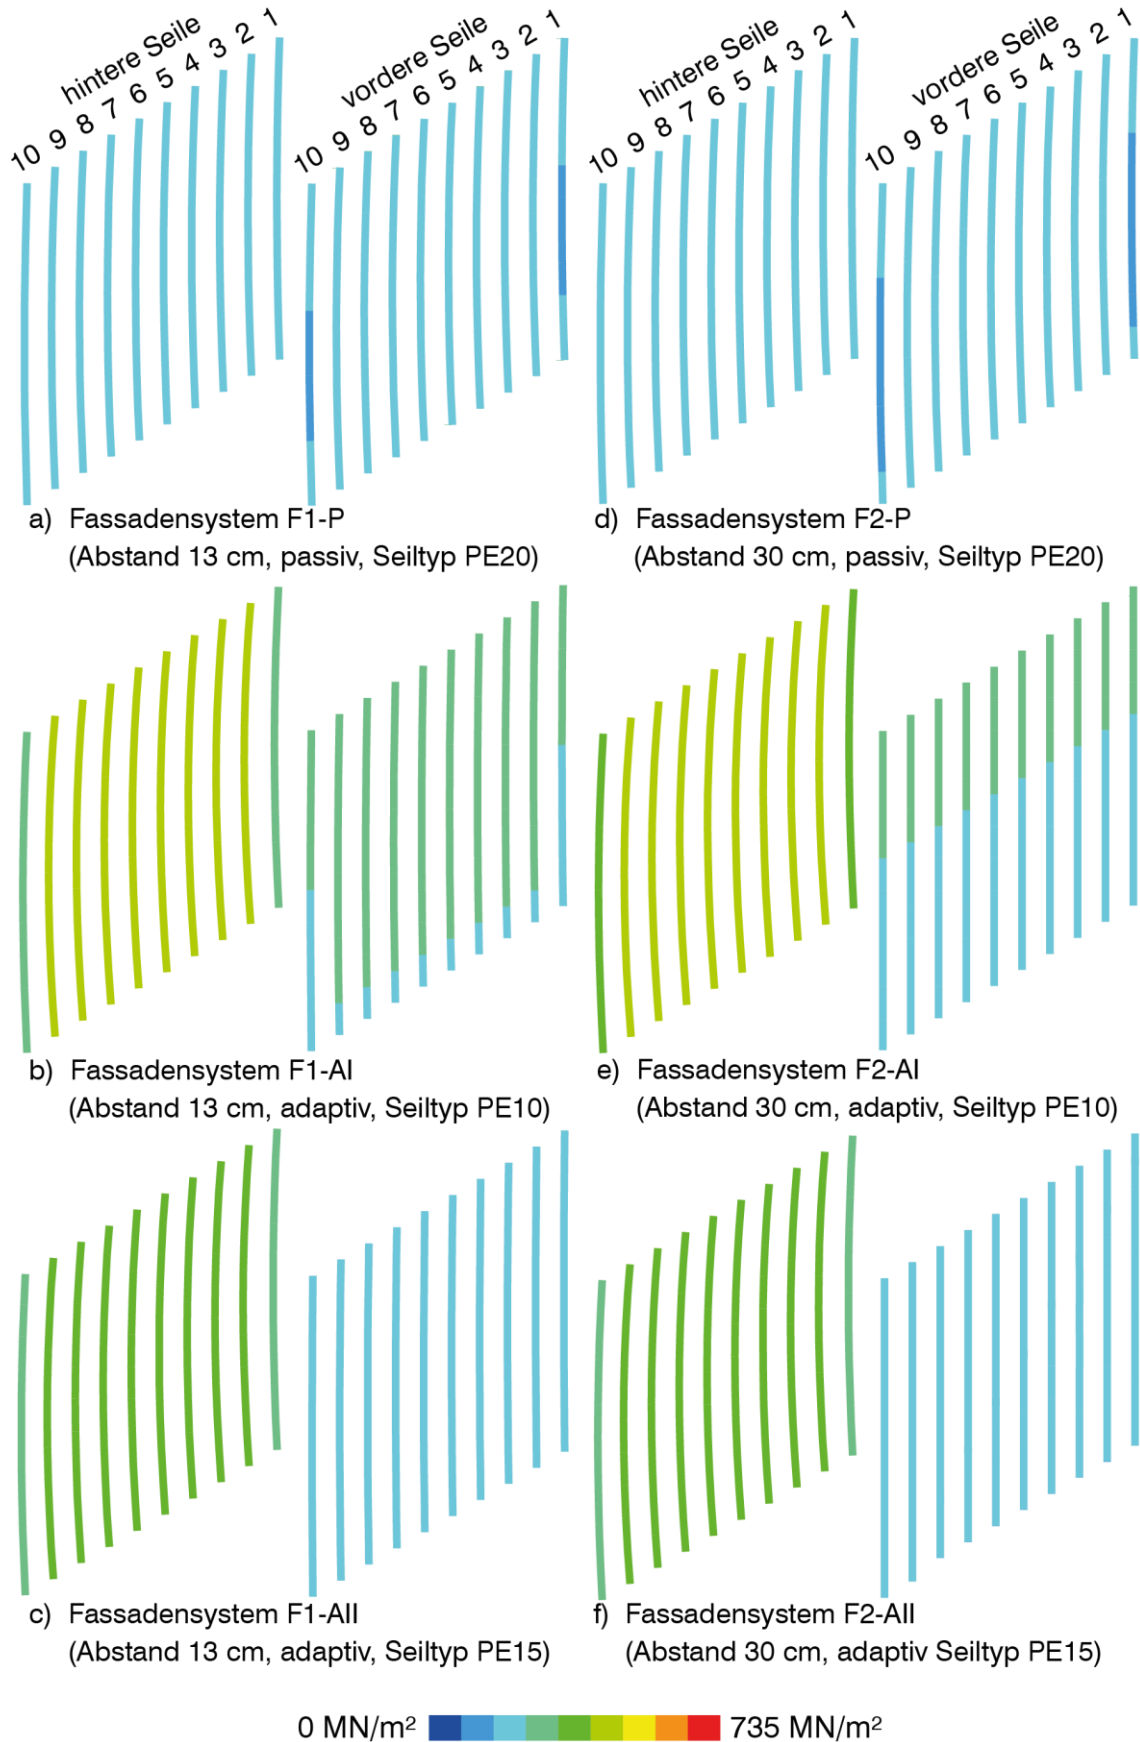 hintere Seile
10 9 8 7 6 5 4 3 2 1
vordere Seile
10 9 8 7 6 5 4 3 2 1
hintere Seile
10 9 8 7 6 5 4 3 2 1
vordere Seile
10 9 8 7 6 5 4 3 2 1
a) Fassadensystem F1-P
(Abstand 13 cm, passiv, Seiltyp PE20)
d) Fassadensystem F2-P
(Abstand 30 cm, passiv, Seiltyp PE20)
b) Fassadensystem F1-AI
(Abstand 13 cm, adaptiv, Seiltyp PE10)
e) Fassadensystem F2-AI
(Abstand 30 cm, adaptiv, Seiltyp PE10)
c) Fassadensystem F1-AII
(Abstand 13 cm, adaptiv, Seiltyp PE15)
f) Fassadensystem F2-AII
(Abstand 30 cm, adaptiv Seiltyp PE15)
0 MN/m² 735 MN/m²